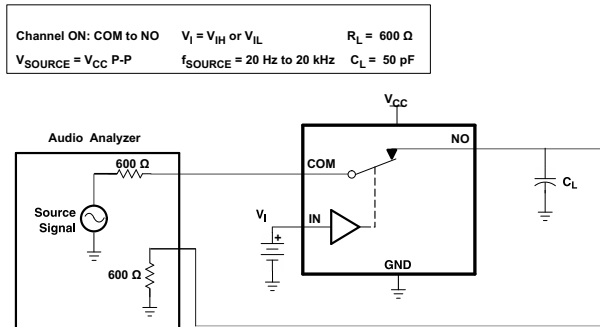 Channel ON: COM to NO V_I = V_IH or V_IL R_L = 600 Ω
V_SOURCE = V_CC P-P f_SOURCE = 20 Hz to 20 kHz C_L = 50 pF
V_CC
Audio Analyzer
NO
600 Ω
COM
C_L
Source
Signal
V_I
IN
+
600 Ω
GND